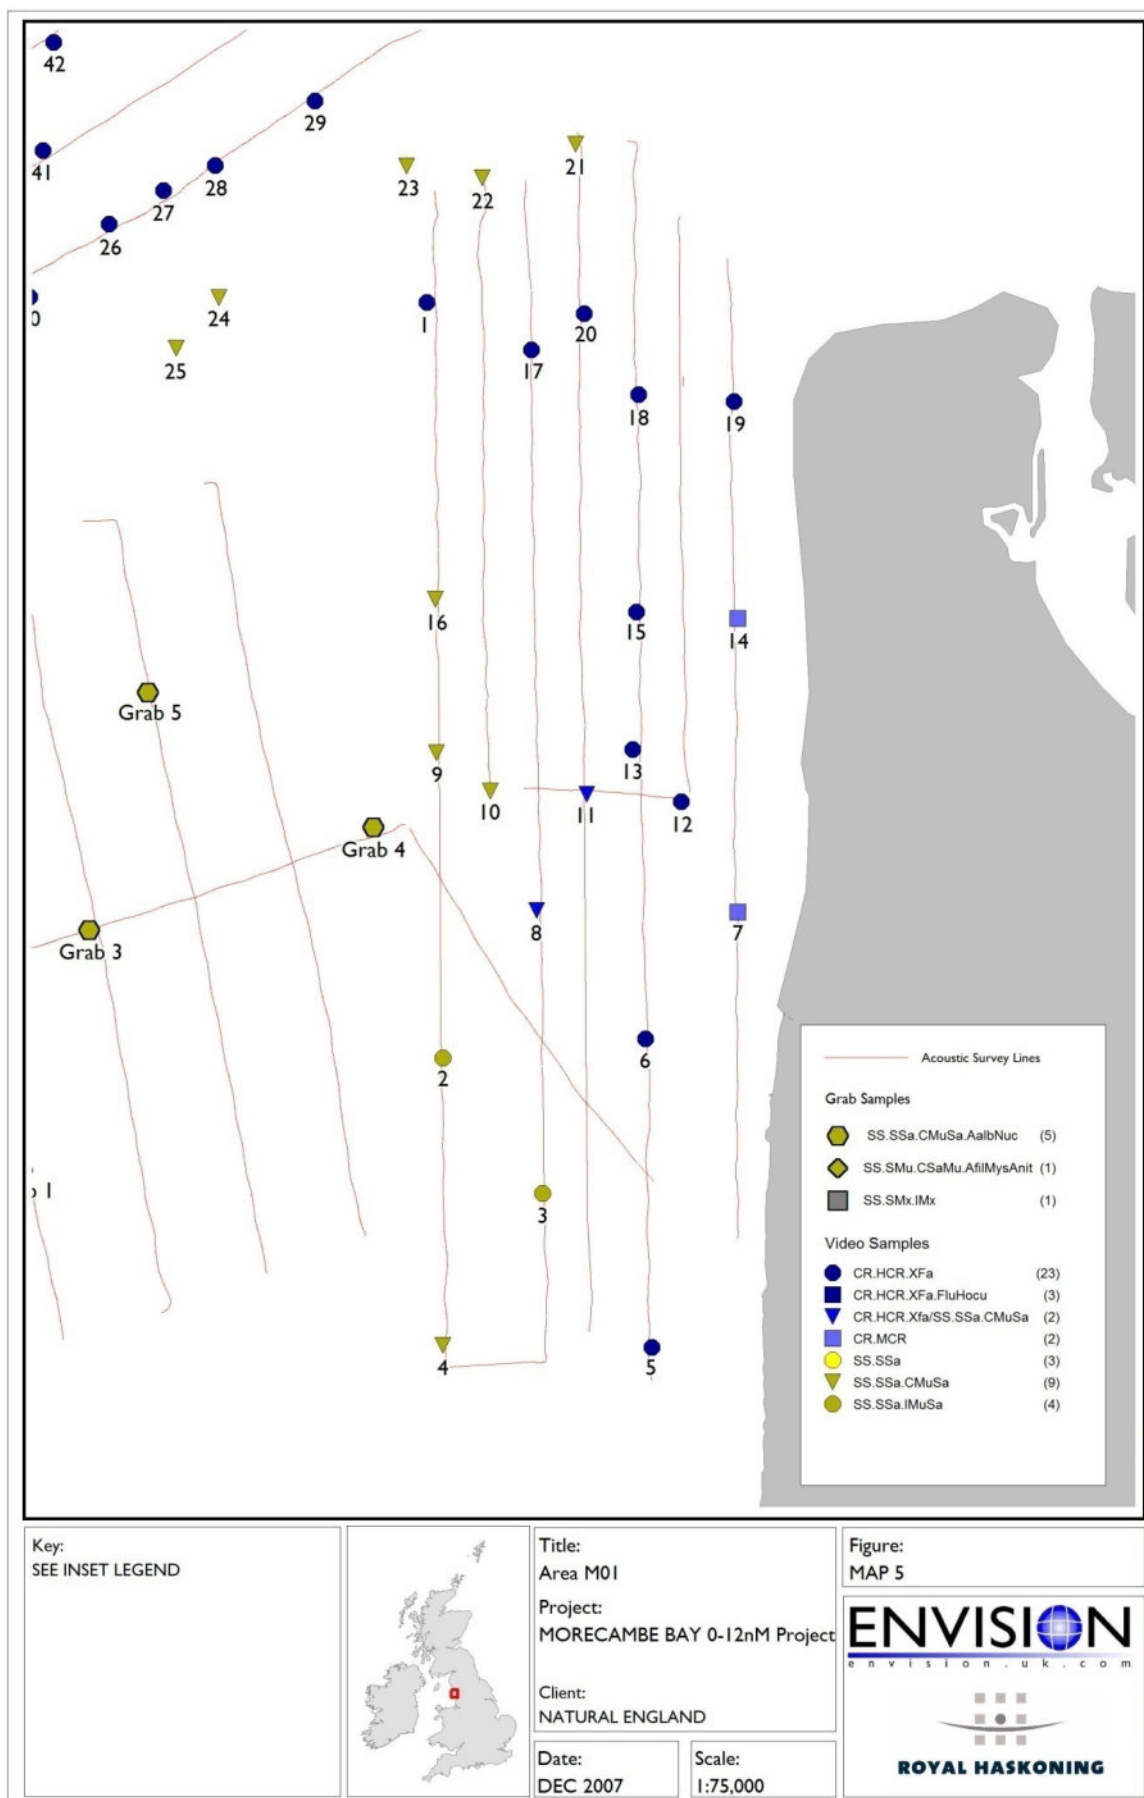 42
29
41
28
27
26
23
22
21
0
24
25
1
20
17
18
19
16
15
14
Grab 5
9
13
10
11
12
Grab 4
8
7
Grab 3
2
6
3
1
4
5
Acoustic Survey Lines
Grab Samples
SS.SSa.CMuSa.AalbNuc (5)
SS.SMu.CSaMu.AfilMysAnit (1)
SS.SMx.IMx (1)
Video Samples
CR.HCR.XFa (23)
CR.HCR.XFa.FluHocu (3)
CR.HCR.Xfa/SS.SSa.CMuSa (2)
CR.MCR (2)
SS.SSa (3)
SS.SSa.CMuSa (9)
SS.SSa.IMuSa (4)
Key:
SEE INSET LEGEND
Title:
Area M01
Project:
MORECAMBE BAY 0-12nM Project
Client:
NATURAL ENGLAND
Date:
DEC 2007
Scale:
1:75,000
Figure:
MAP 5
ENVISION
envision.uk.com
ROYAL HASKONING